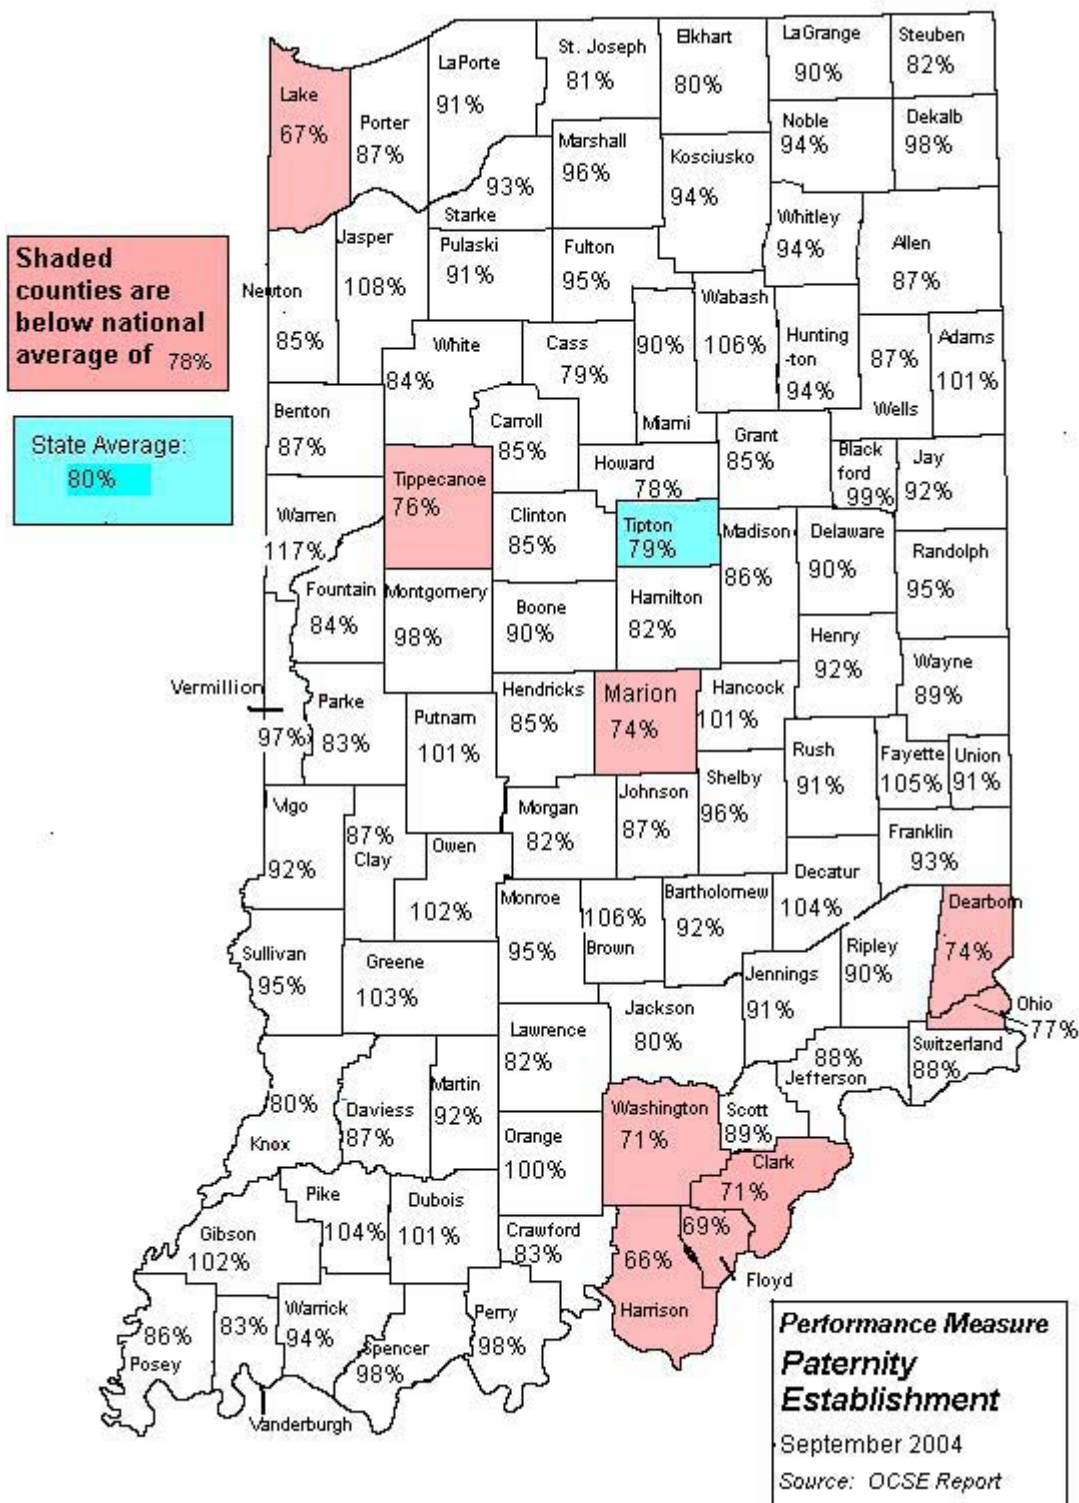 Lake
67%
Porter
87%
LaPorte
91%
St. Joseph
81%
Elkhart
80%
LaGrange
90%
Steuben
82%
Noble
94%
Dekalb
98%
Marshall
96%
Kosciusko
94%
93%
Starke
Whitley
94%
Allen
87%
Shaded
counties are
below national
average of 78%
Newton
85%
Jasper
108%
Pulaski
91%
Fulton
95%
Wabash
106%
90%
Miami
Hunting
-ton
94%
87%
Wells
Adams
101%
White
84%
Cass
79%
State Average:
80%
Benton
87%
Carroll
85%
Howard
78%
Grant
85%
Black
ford
99%
Jay
92%
Tippecanoe
76%
Warren
117%
Clinton
85%
Tipton
79%
Madison
86%
Delaware
90%
Randolph
95%
Fountain
84%
Montgomery
98%
Boone
90%
Hamilton
82%
Henry
92%
Wayne
89%
Vermillion
97%
Parke
83%
Putnam
101%
Hendricks
85%
Marion
74%
Hancock
101%
Rush
91%
Fayette
105%
Union
91%
Shelby
96%
Vigo
92%
87%
Clay
Owen
102%
Morgan
82%
Johnson
87%
Franklin
93%
Decatur
104%
Monroe
95%
106%
Brown
Bartholomew
92%
Dearborn
74%
Ripley
90%
Sullivan
95%
Greene
103%
Jennings
91%
Ohio
77%
Jackson
80%
Lawrence
82%
Switzerland
88%
88%
Jefferson
80%
Knox
Daviess
87%
Martin
92%
Washington
71%
Scott
89%
Orange
100%
Clark
71%
Pike
104%
Dubois
101%
Gibson
102%
Crawford
83%
69%
Floyd
66%
Harrison
86%
Posey
83%
Vanderburgh
Warrick
94%
Spencer
98%
Perry
98%
Performance Measure
Paternity
Establishment
September 2004
Source: OCSE Report